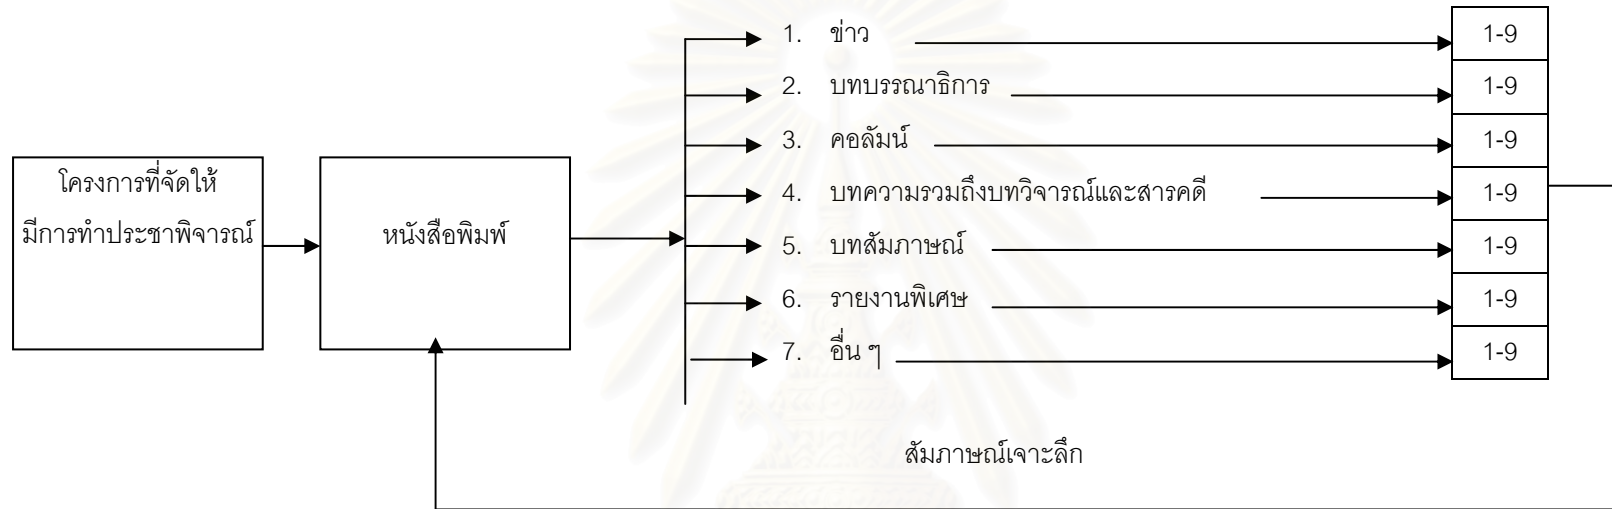 โครงการที่จัดให้
มีการทำประชาพิจารณ์
หนังสือพิมพ์
1. ข่าว 1-9
2. บทบรรณาธิการ 1-9
3. คอลัมน์ 1-9
4. บทความรวมถึงบทวิจารณ์และสารคดี 1-9
5. บทสัมภาษณ์ 1-9
6. รายงานพิเศษ 1-9
7. อื่น ๆ 1-9
สัมภาษณ์เจาะลึก